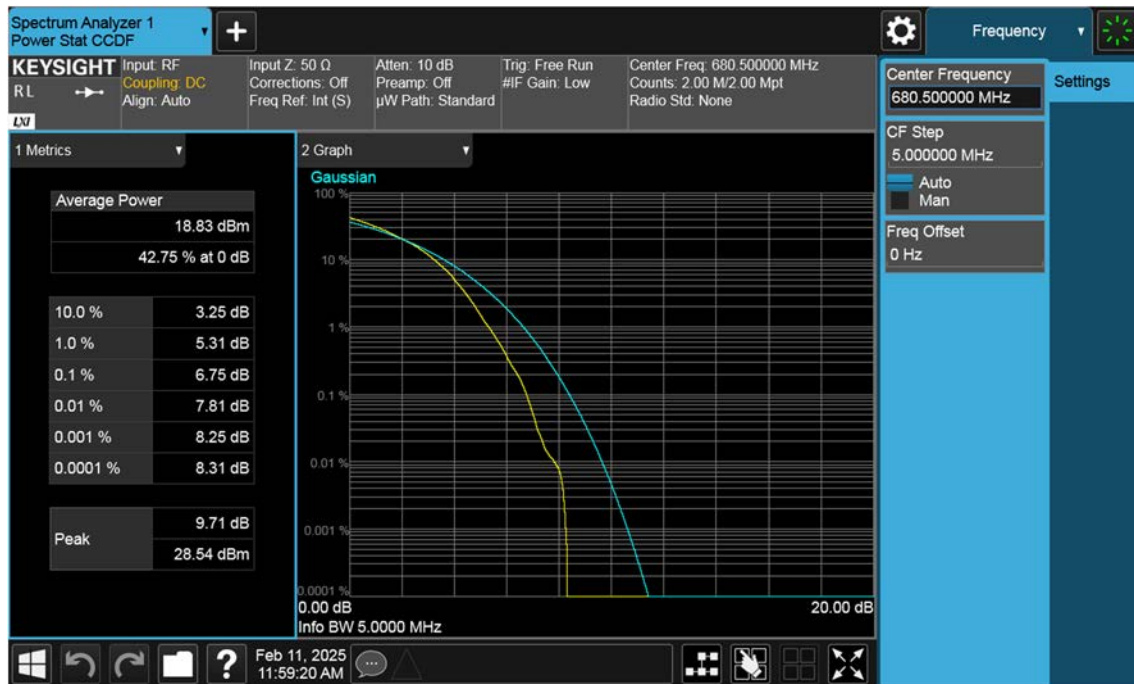 Spectrum Analyzer 1
Power Stat CCDF
Frequency
KEYSIGHT
RL
LXI
Input: RF
Coupling: DC
Align: Auto
Input Z: 50 Ω
Corrections: Off
Freq Ref: Int (S)
Atten: 10 dB
Preamp: Off
µW Path: Standard
Trig: Free Run
#IF Gain: Low
Center Freq: 680.500000 MHz
Counts: 2.00 M/2.00 Mpt
Radio Std: None
Center Frequency
680.500000 MHz
Settings
CF Step
5.000000 MHz
Auto
Man
Freq Offset
0 Hz
1 Metrics
Average Power
18.83 dBm
42.75 % at 0 dB
10.0 % 3.25 dB
1.0 % 5.31 dB
0.1 % 6.75 dB
0.01 % 7.81 dB
0.001 % 8.25 dB
0.0001 % 8.31 dB
Peak
9.71 dB
28.54 dBm
2 Graph
Gaussian
100 %
10 %
1 %
0.1 %
0.01 %
0.001 %
0.0001 %
0.00 dB 20.00 dB
Info BW 5.0000 MHz
?
Feb 11, 2025
11:59:20 AM